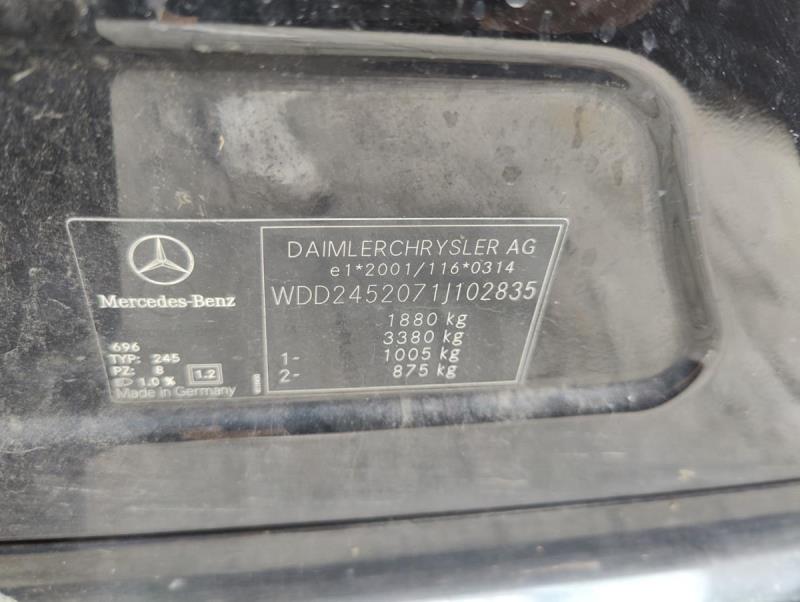 Mercedes-Benz
696
TYP: 245
PZ: 8
1.0 %
1.2
Made in Germany
DAIMLERCHRYSLER AG
e1*2001/116*0314
WDD2452071J102835
1880 kg
3380 kg
1- 1005 kg
2- 875 kg